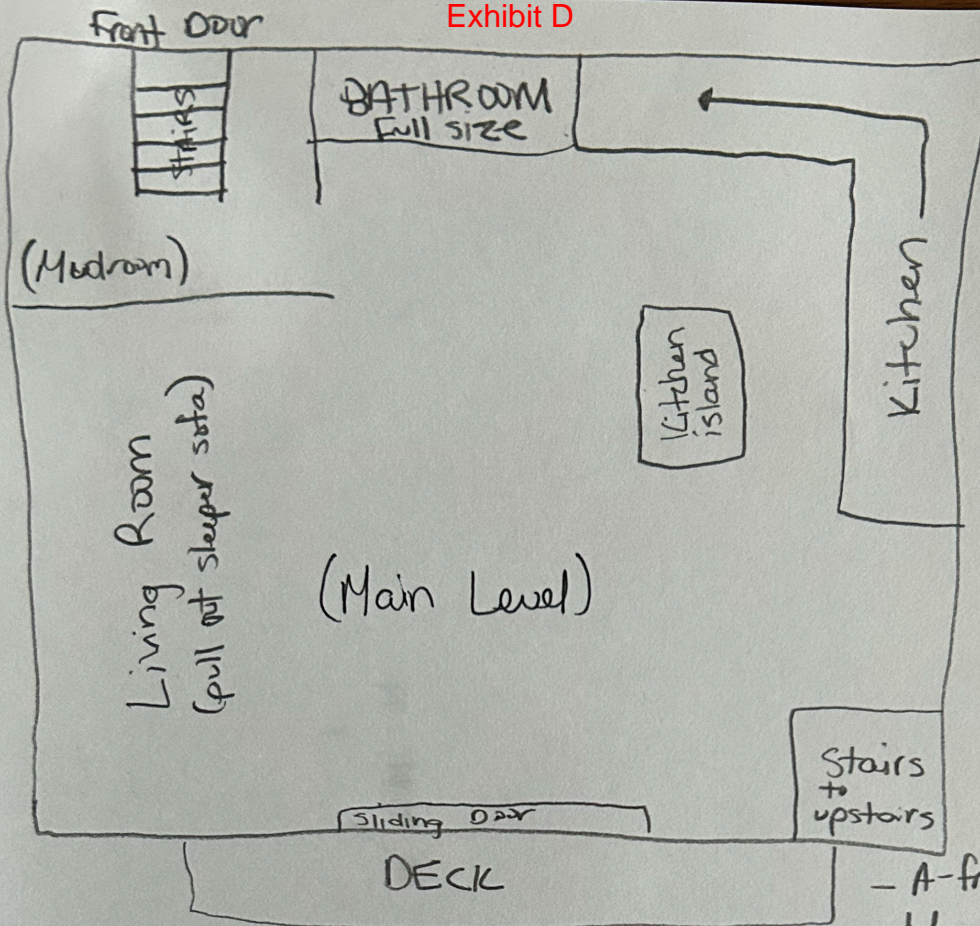 Exhibit D
Front Door
STAIRS
BATHROOM
Full size
Kitchen
(Mudroom)
Kitchen
island
Living Room
(pull out sleeper sofa)
(Main Level)
Stairs
to
upstairs
Sliding Door
DECK
- A-fr